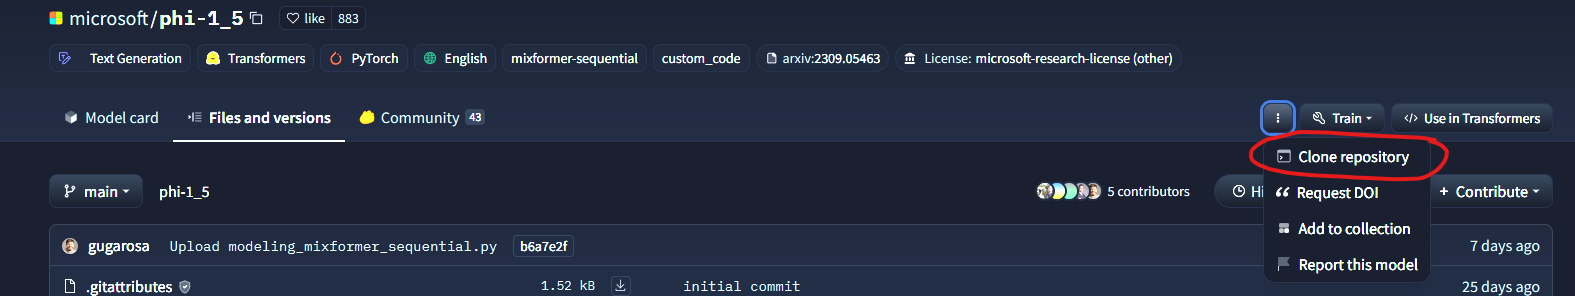 microsoft/phi-1_5 like 883
Text Generation Transformers PyTorch English mixformer-sequential custom_code arxiv:2309.05463 License: microsoft-research-license (other)
Model card Files and versions Community 43 Train Use in Transformers
Clone repository
main phi-1_5 5 contributors Hi + Contribute
Request DOI
Add to collection
gugarosa Upload modeling_mixformer_sequential.py b6a7e2f 7 days ago
Report this model
.gitattributes 1.52 kB initial commit 25 days ago